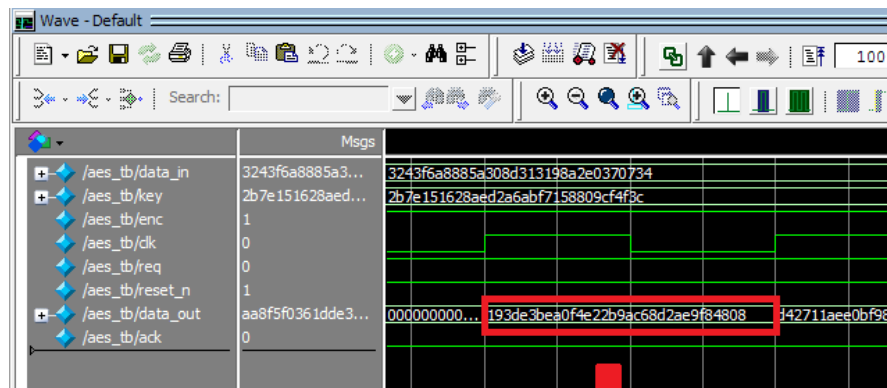 Wave - Default
100
Search:
Msgs
/aes_tb/data_in 3243f6a8885a3... 3243f6a8885a308d313198a2e0370734
/aes_tb/key 2b7e151628aed... 2b7e151628aed2a6abf7158809cf4f3c
/aes_tb/enc 1
/aes_tb/clk 0
/aes_tb/req 0
/aes_tb/reset_n 1
/aes_tb/data_out aa8f5f0361dde3... 000000000... 193de3bea0f4e22b9ac68d2ae9f84808 d42711aee0bf98
/aes_tb/ack 0